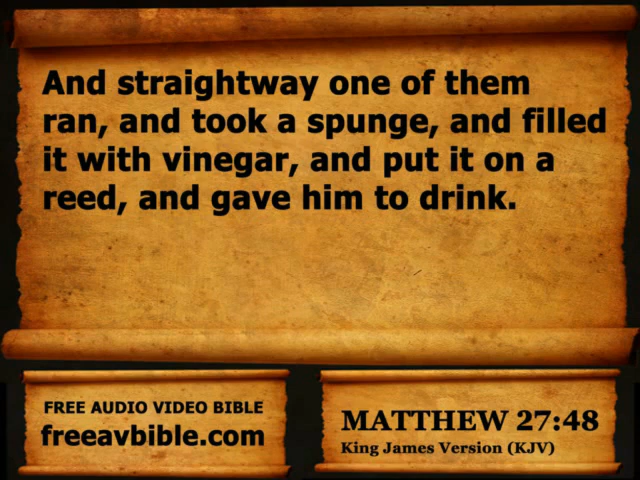 And straightway one of them
ran, and took a spunge, and filled
it with vinegar, and put it on a
reed, and gave him to drink.
FREE AUDIO VIDEO BIBLE
freeavbible.com
MATTHEW 27:48
King James Version (KJV)